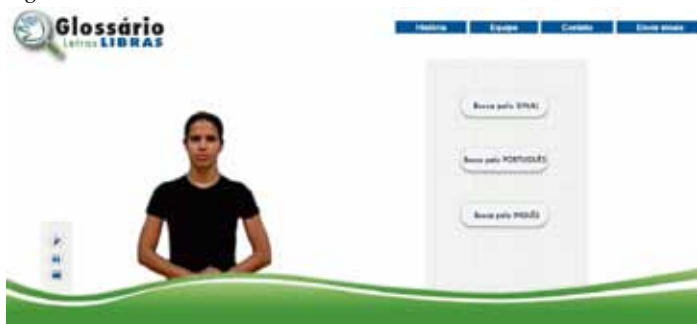 Glossário
Letras LIBRAS
História Equipe Contato Envie sinais
Busca pelo SINAL
Busca pelo PORTUGUÊS
Busca pelo INGLÊS